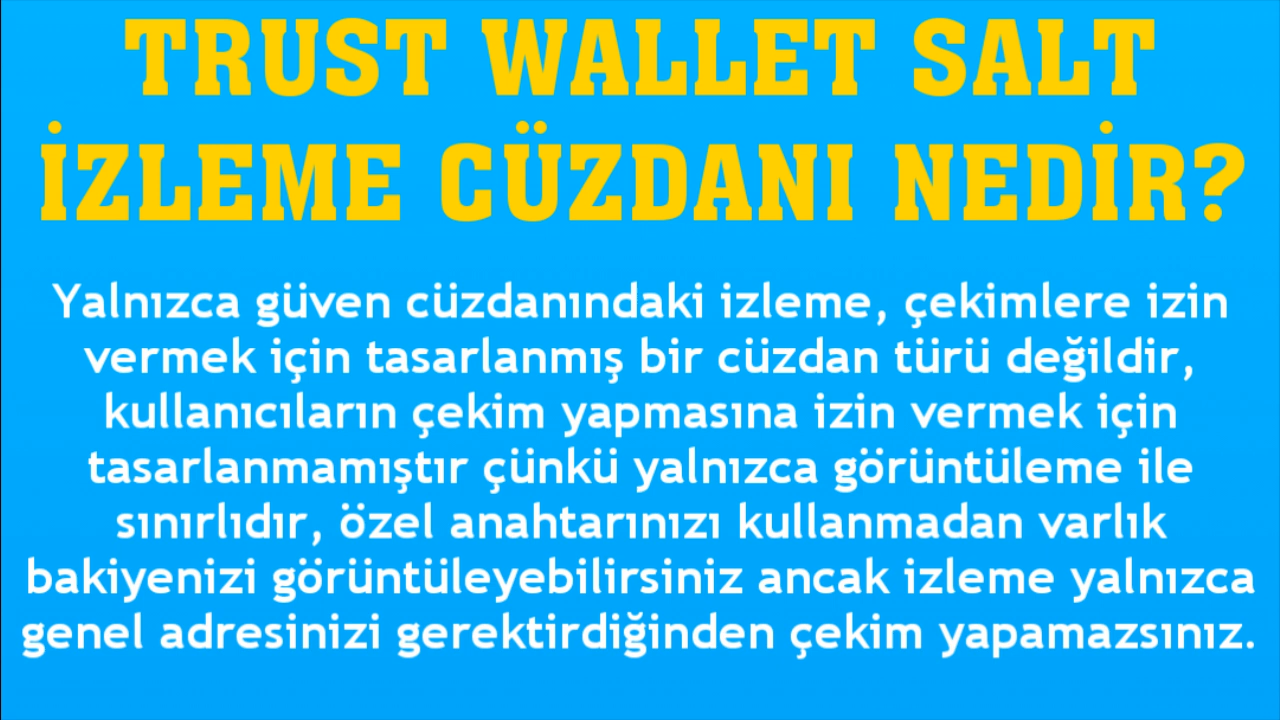 TRUST WALLET SALT
İZLEME CÜZDANI NEDİR?
Yalnızca güven cüzdanındaki izleme, çekimlere izin
vermek için tasarlanmış bir cüzdan türü değildir,
kullanıcıların çekim yapmasına izin vermek için
tasarlanmamıştır çünkü yalnızca görüntüleme ile
sınırlıdır, özel anahtarınızı kullanmadan varlık
bakiyenizi görüntüleyebilirsiniz ancak izleme yalnızca
genel adresinizi gerektirdiğinden çekim yapamazsınız.